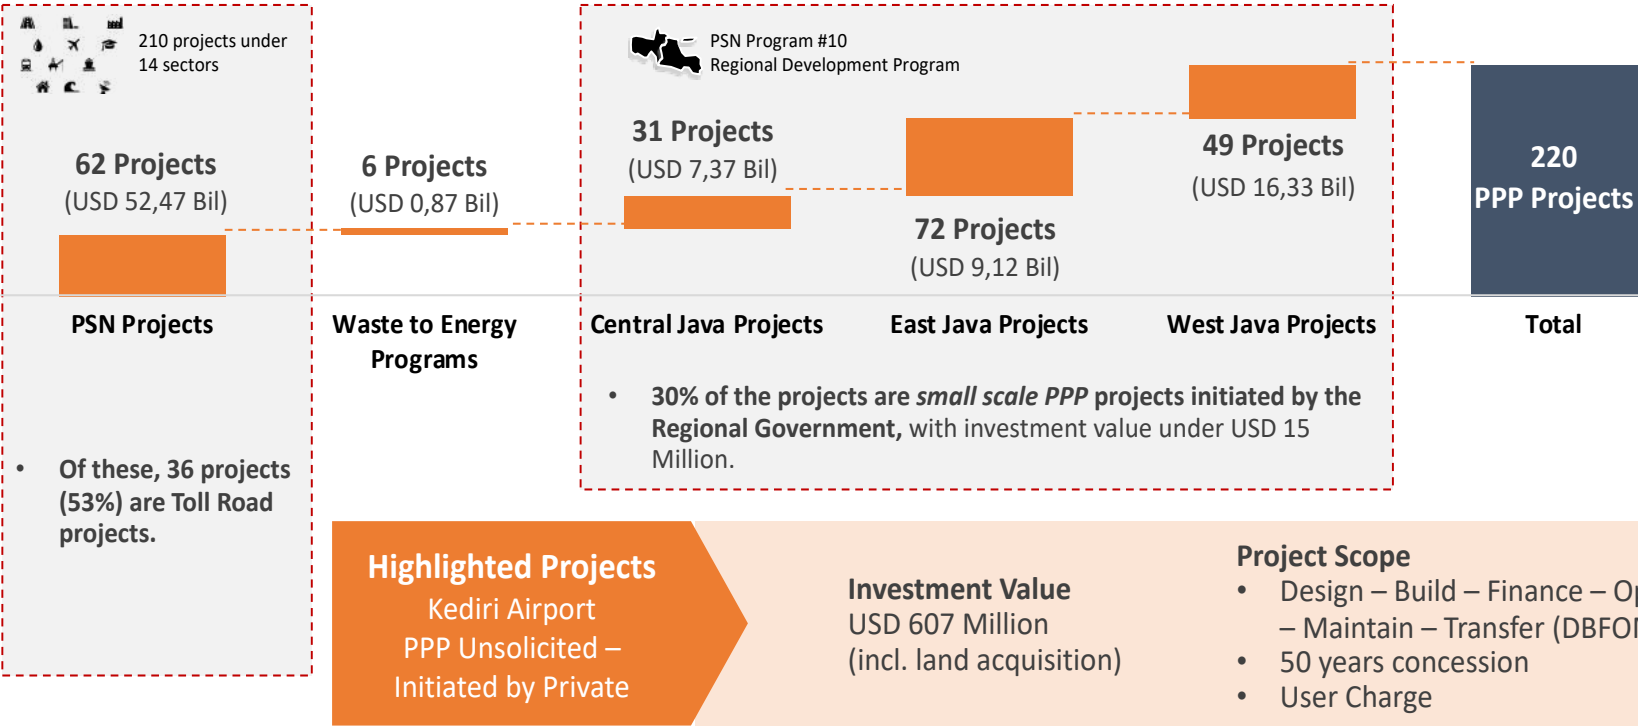 210 projects under
14 sectors
62 Projects
(USD 52,47 Bil)
6 Projects
(USD 0,87 Bil)
PSN Program #10
Regional Development Program
31 Projects
(USD 7,37 Bil)
72 Projects
(USD 9,12 Bil)
49 Projects
(USD 16,33 Bil)
220
PPP Projects
PSN Projects
Waste to Energy
Programs
Central Java Projects
East Java Projects
West Java Projects
Total
• Of these, 36 projects
(53%) are Toll Road
projects.
• 30% of the projects are small scale PPP projects initiated by the
Regional Government, with investment value under USD 15
Million.
Highlighted Projects
Kediri Airport
PPP Unsolicited –
Initiated by Private
Investment Value
USD 607 Million
(incl. land acquisition)
Project Scope
• Design – Build – Finance –
– Maintain – Transfer
• 50 years concession
• User Charge